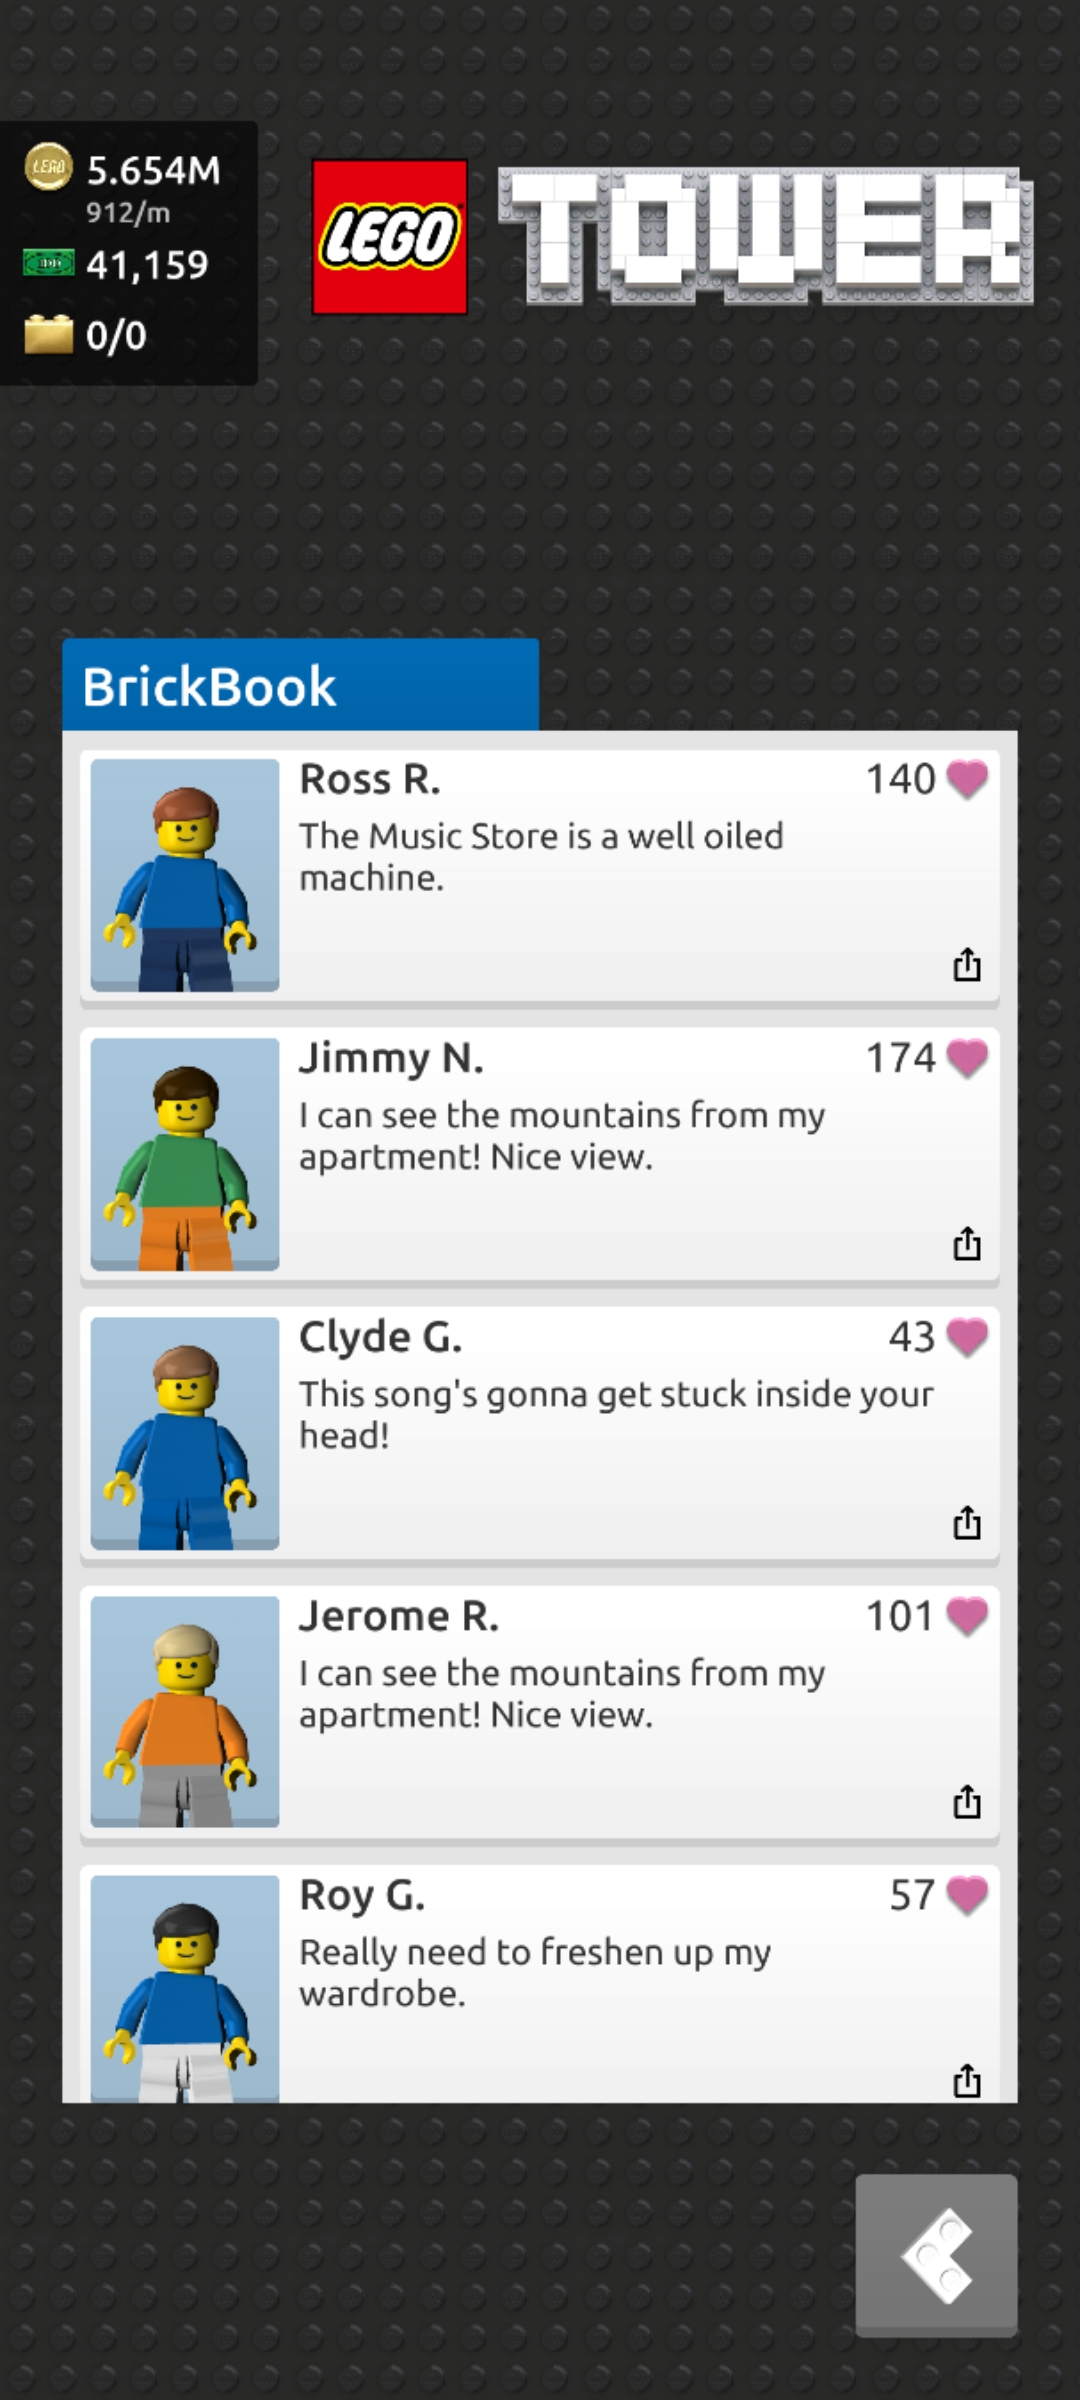 LEGO
5.654M
912/m
41,159
0/0
LEGO TOWER
BrickBook
Ross R. 140
The Music Store is a well oiled
machine.
Jimmy N. 174
I can see the mountains from my
apartment! Nice view.
Clyde G. 43
This song's gonna get stuck inside your
head!
Jerome R. 101
I can see the mountains from my
apartment! Nice view.
Roy G. 57
Really need to freshen up my
wardrobe.